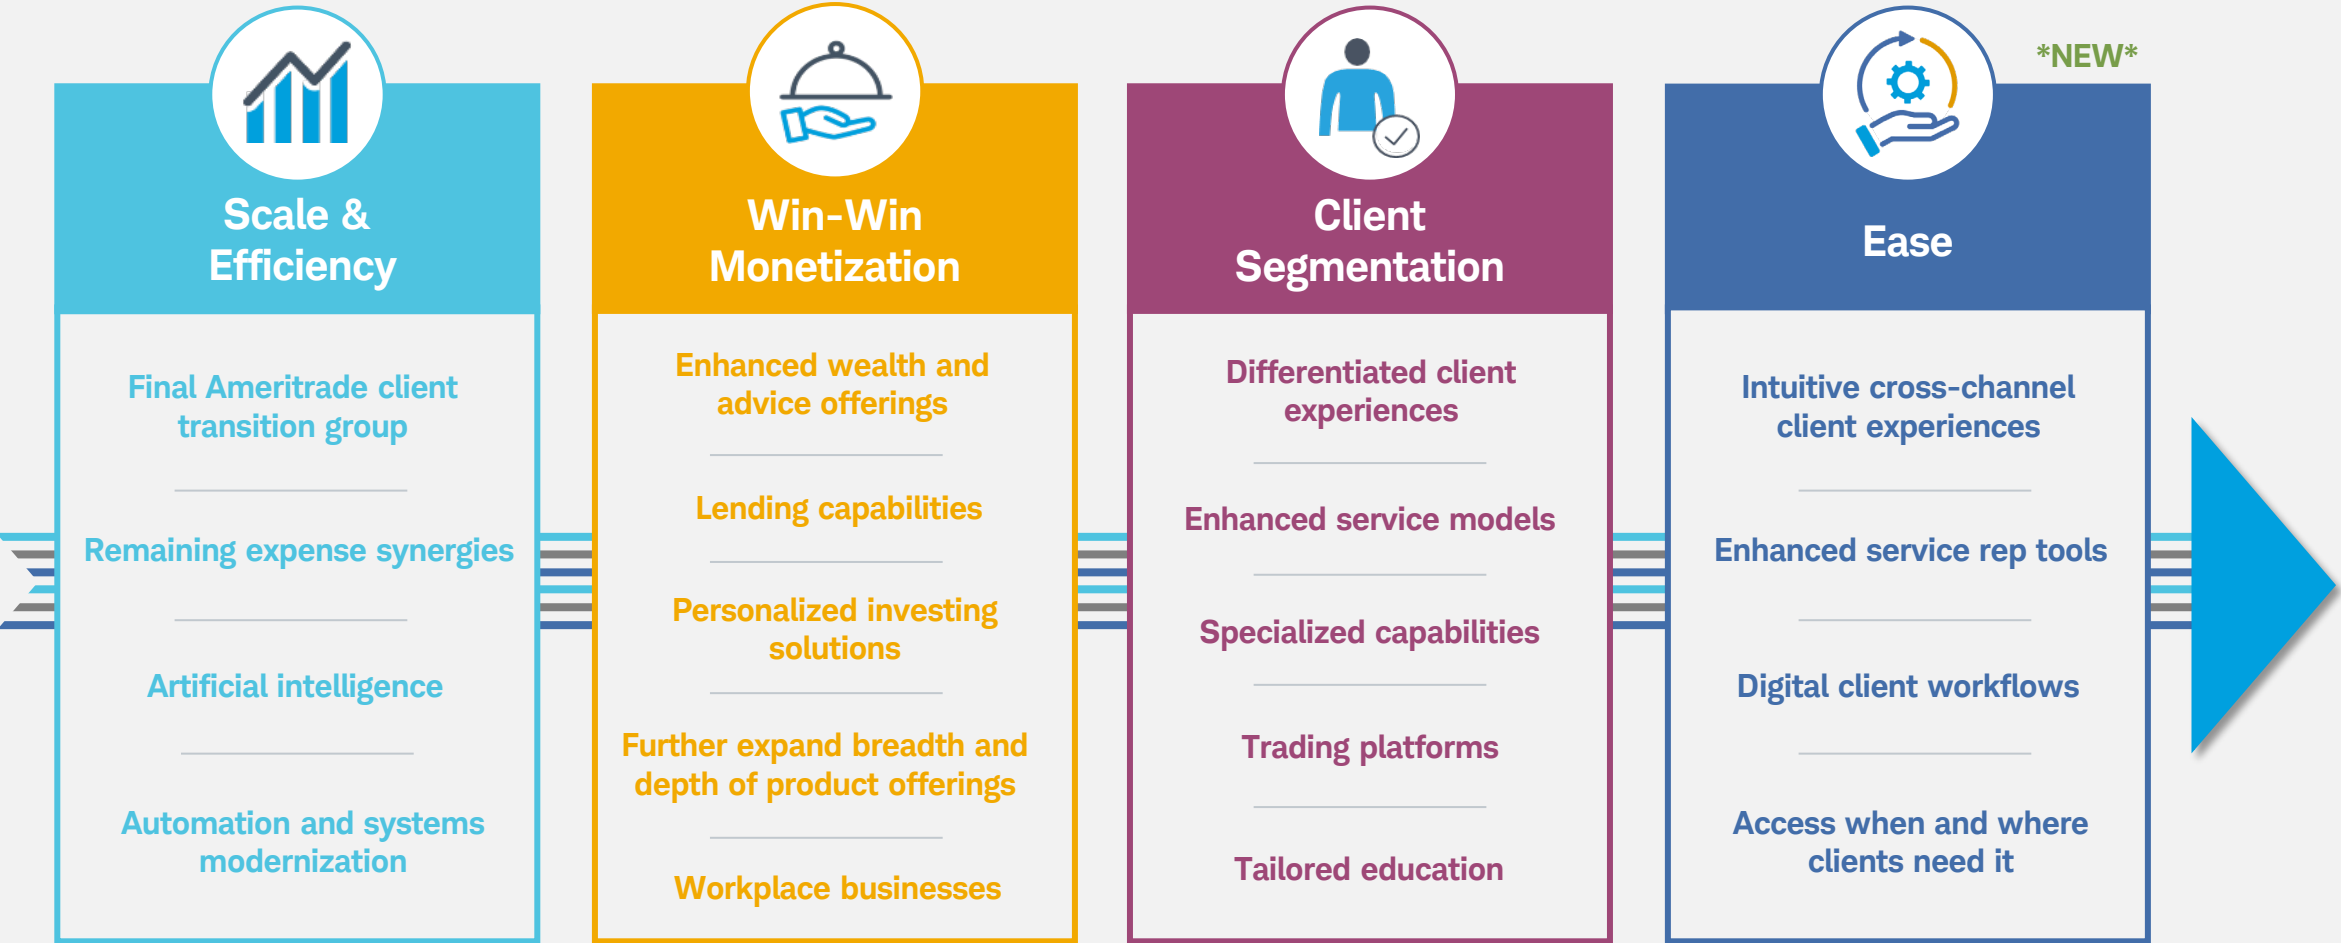 Scale &
Efficiency
Final Ameritrade client
transition group
Remaining expense synergies
Artificial intelligence
Automation and systems
modernization
Win-Win
Monetization
Enhanced wealth and
advice offerings
Lending capabilities
Personalized investing
solutions
Further expand breadth and
depth of product offerings
Workplace businesses
Client
Segmentation
Differentiated client
experiences
Enhanced service models
Specialized capabilities
Trading platforms
Tailored education
*NEW*
Ease
Intuitive cross-channel
client experiences
Enhanced service rep tools
Digital client workflows
Access when and where
clients need it